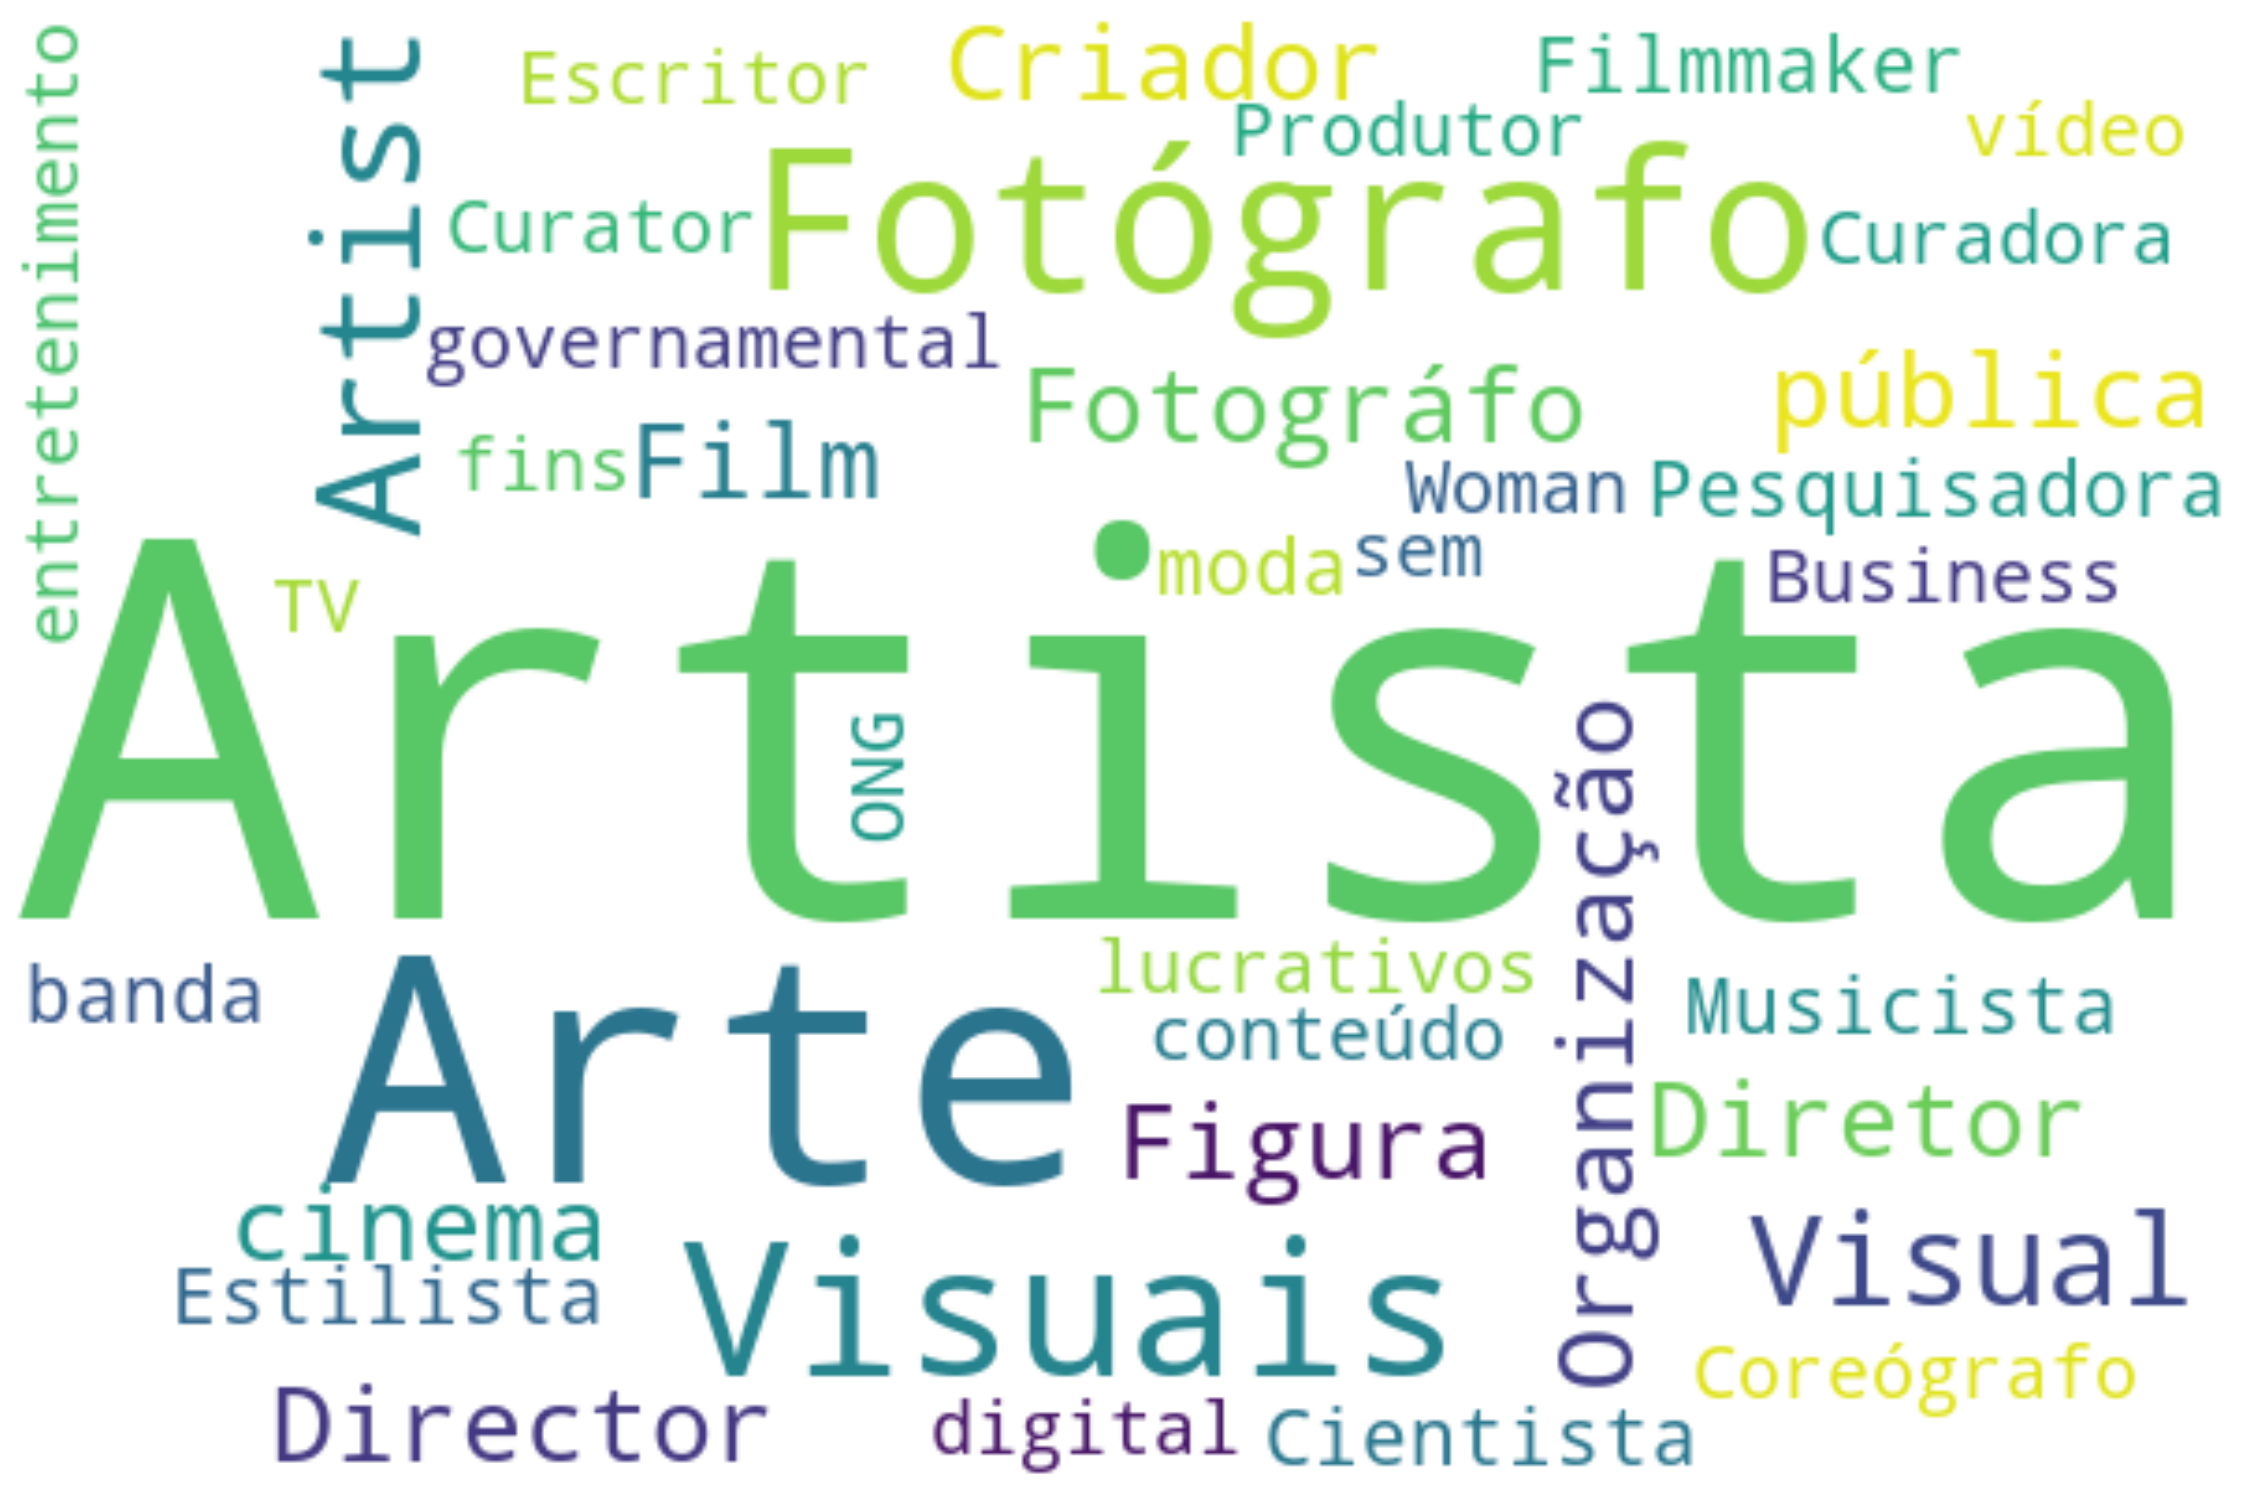 entretenimento
Artist
Escritor
Criador
Filmmaker
Produtor
vídeo
Curator
Fotógrafo
Curadora
governamental
Fotográfo
pública
fins
Film
Woman
Pesquisadora
moda
sem
Business
TV
Artista
ONG
organização
banda
Arte
lucrativos
conteúdo
Musicista
Figura
Diretor
cinema
Estilista
Visuais
Visual
Coreógrafo
Director
digital
Cientista